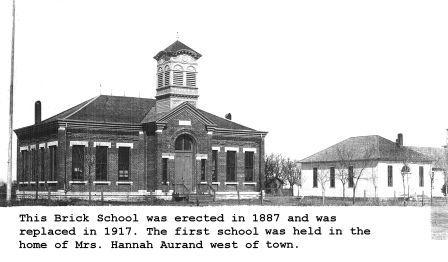 This Brick School was erected in 1887 and was
replaced in 1917. The first school was held in the
home of Mrs. Hannah Aurand west of town.